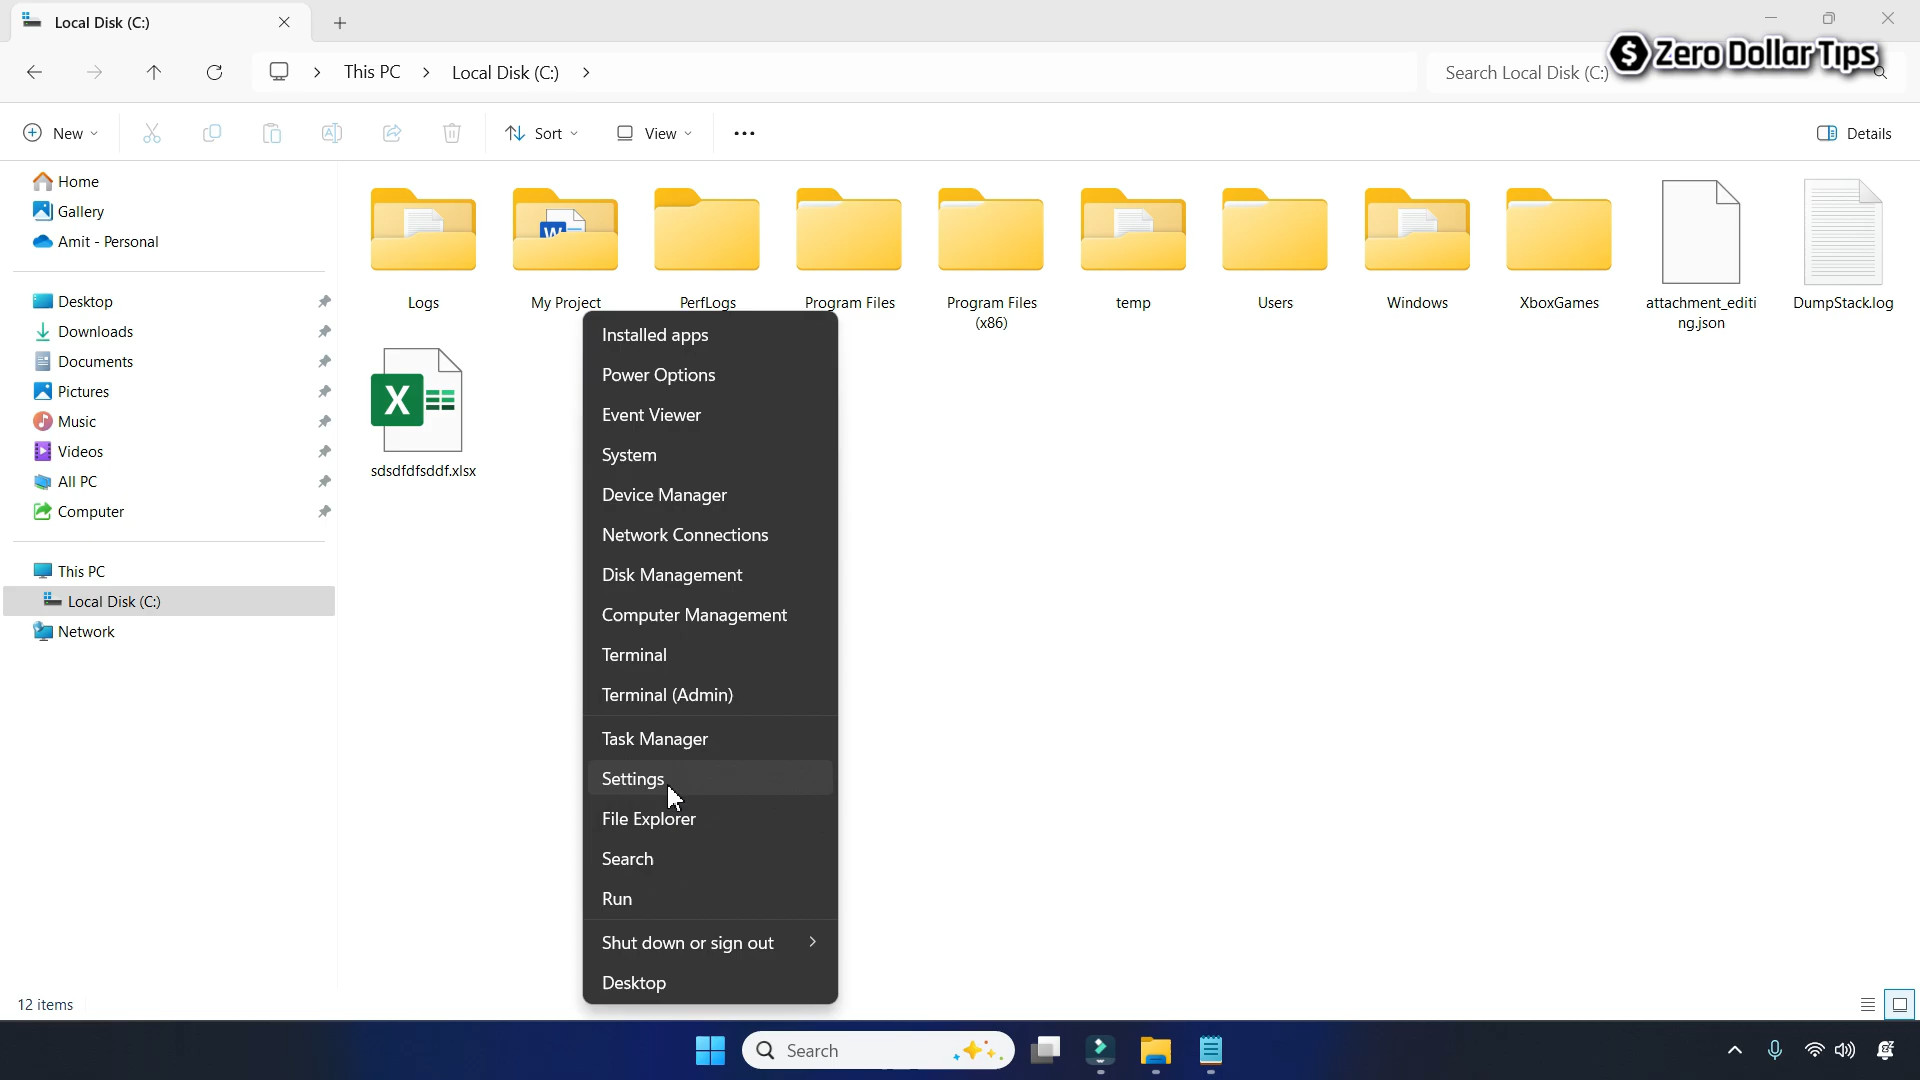 Local Disk (C:)
This PC
Local Disk (C:)
Search Local Disk (C:)
Zero Dollar Tips
New
Sort
View
Details
Home
Gallery
Amit - Personal
Desktop
Downloads
Documents
Pictures
Music
Videos
All PC
Computer
This PC
Local Disk (C:)
Network
Logs
My Project
PerfLogs
Program Files
Program Files
(x86)
temp
Users
Windows
XboxGames
attachment_editi
ng.json
DumpStack.log
sdsdfdfsddf.xlsx
Installed apps
Power Options
Event Viewer
System
Device Manager
Network Connections
Disk Management
Computer Management
Terminal
Terminal (Admin)
Task Manager
Settings
File Explorer
Search
Run
Shut down or sign out
Desktop
12 items
Search